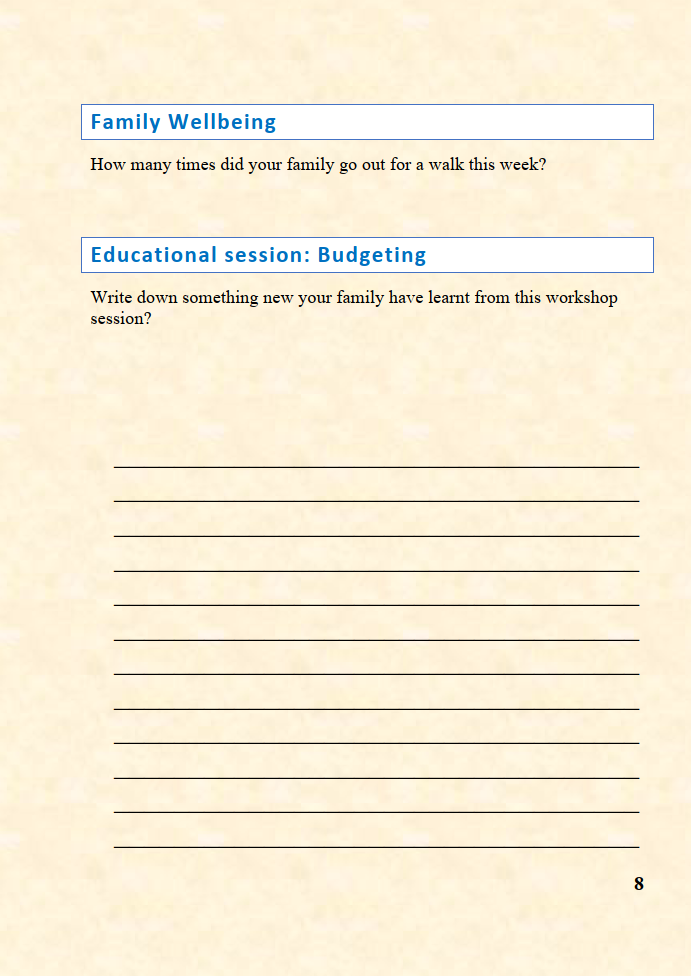 Family Wellbeing
How many times did your family go out for a walk this week?
Educational session: Budgeting
Write down something new your family have learnt from this workshop
session?
8